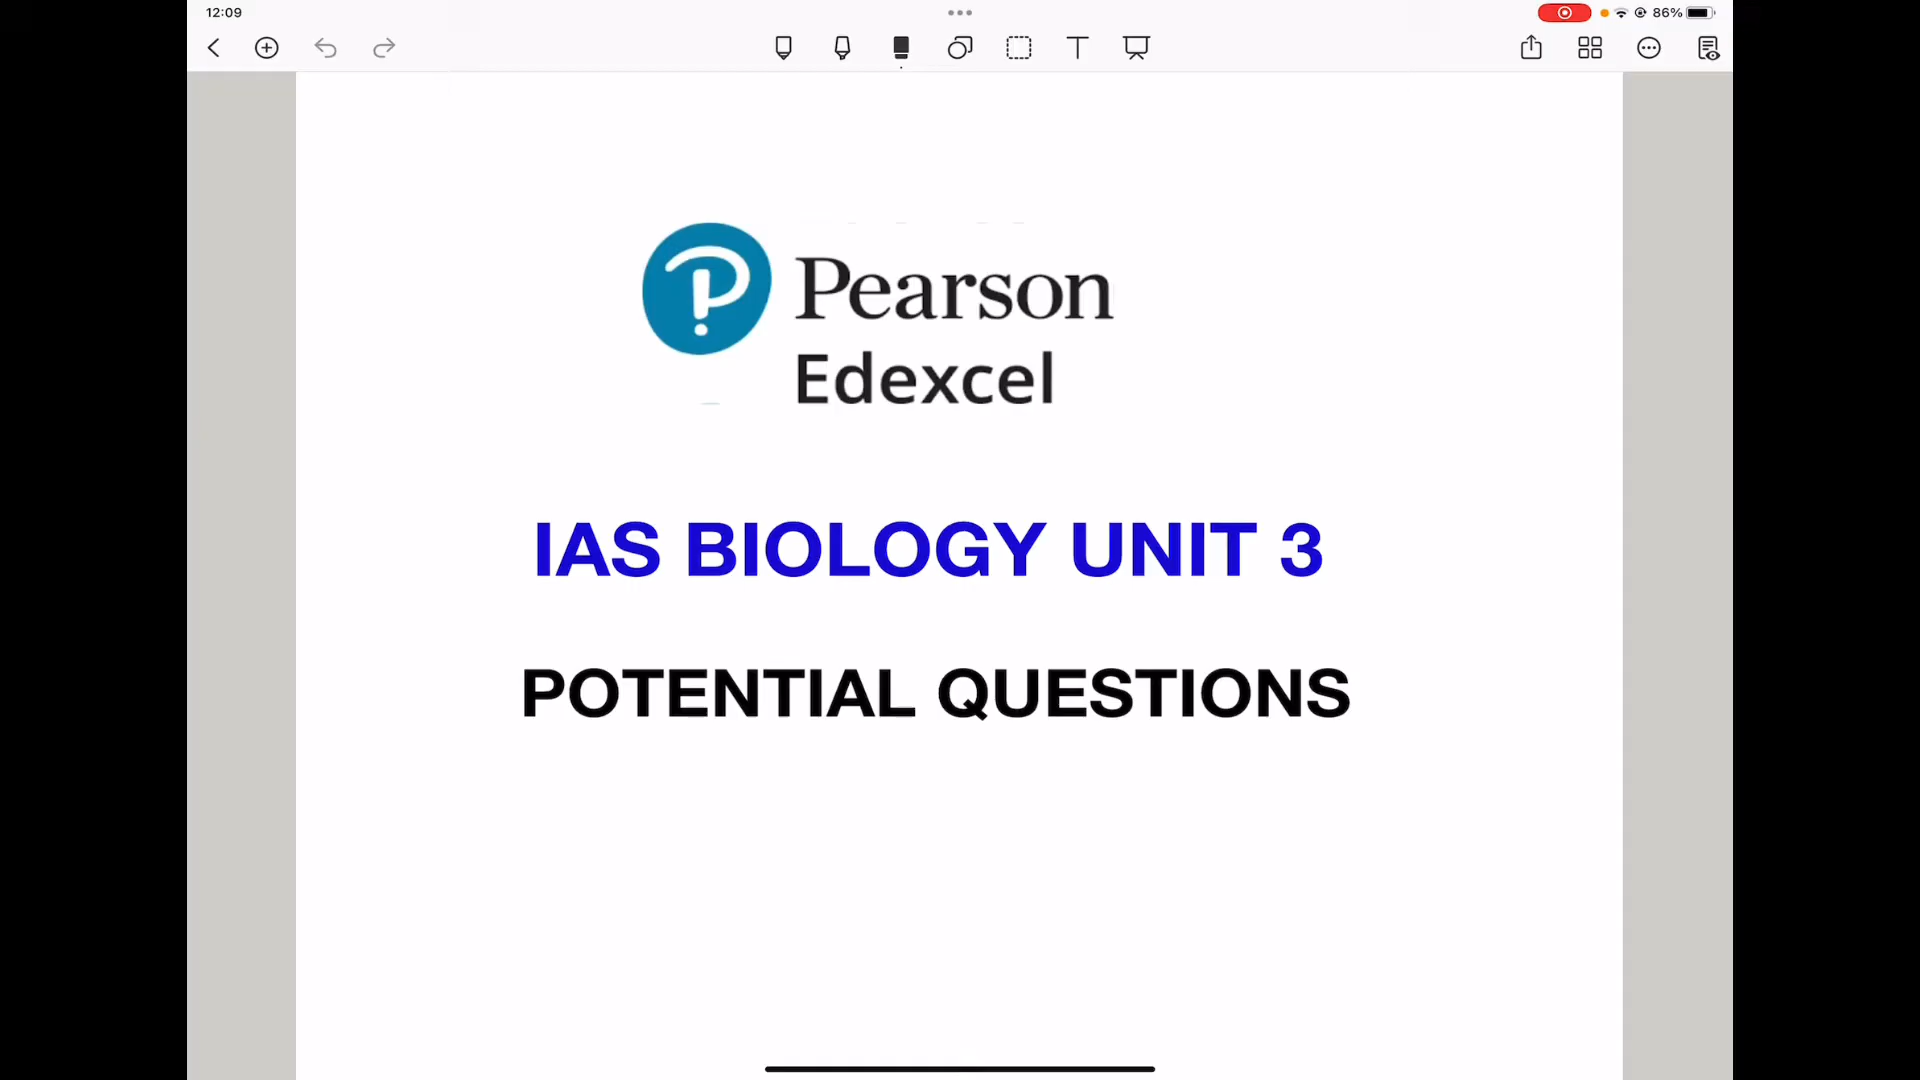 12:09
86%
Pearson
Edexcel
IAS BIOLOGY UNIT 3
POTENTIAL QUESTIONS